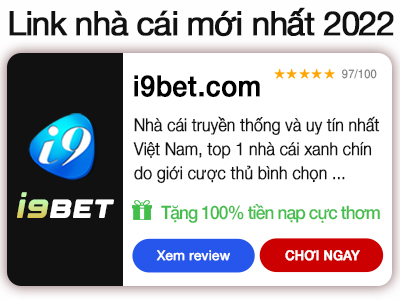 Link nhà cái mới nhất 2022
97/100
i9bet.com
Nhà cái truyền thống và uy tín nhất
Việt Nam, top 1 nhà cái xanh chín
do giới cược thủ bình chọn ...
i9
i9BET
Tặng 100% tiền nạp cực thơm
Xem review
CHƠI NGAY